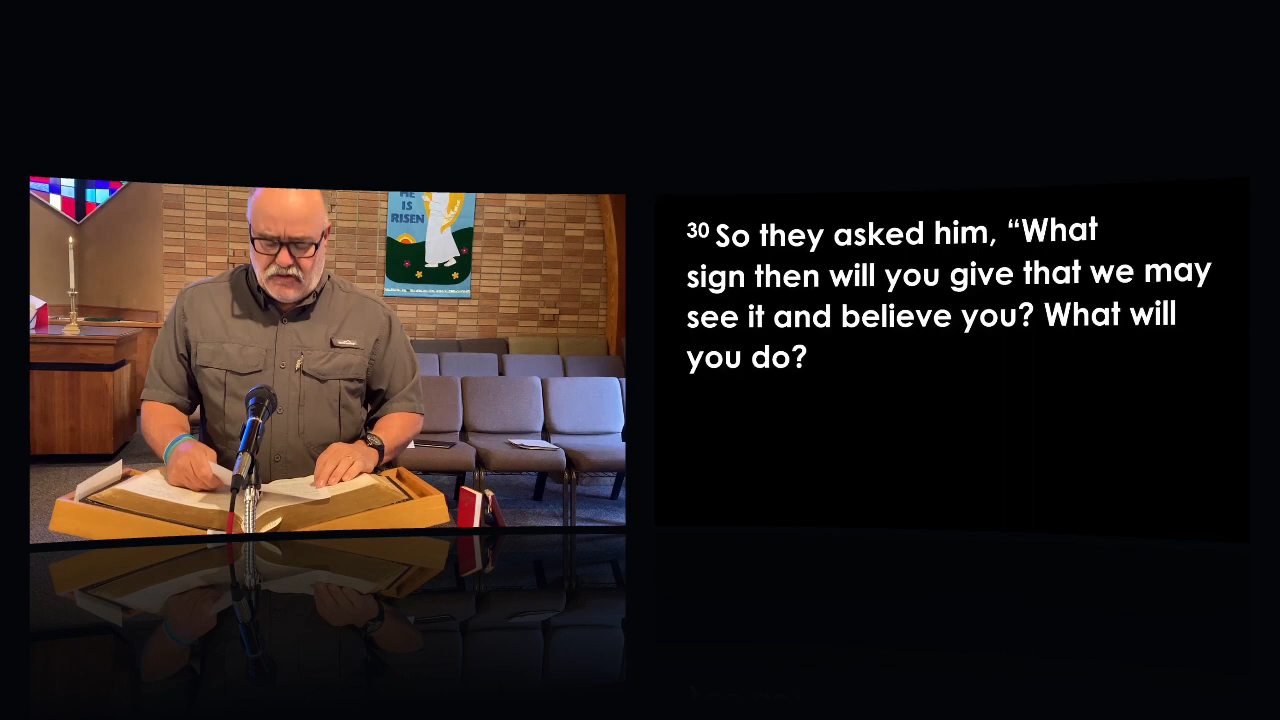 HE
IS
RISEN
30 So they asked him, “What
sign then will you give that we may
see it and believe you? What will
you do?